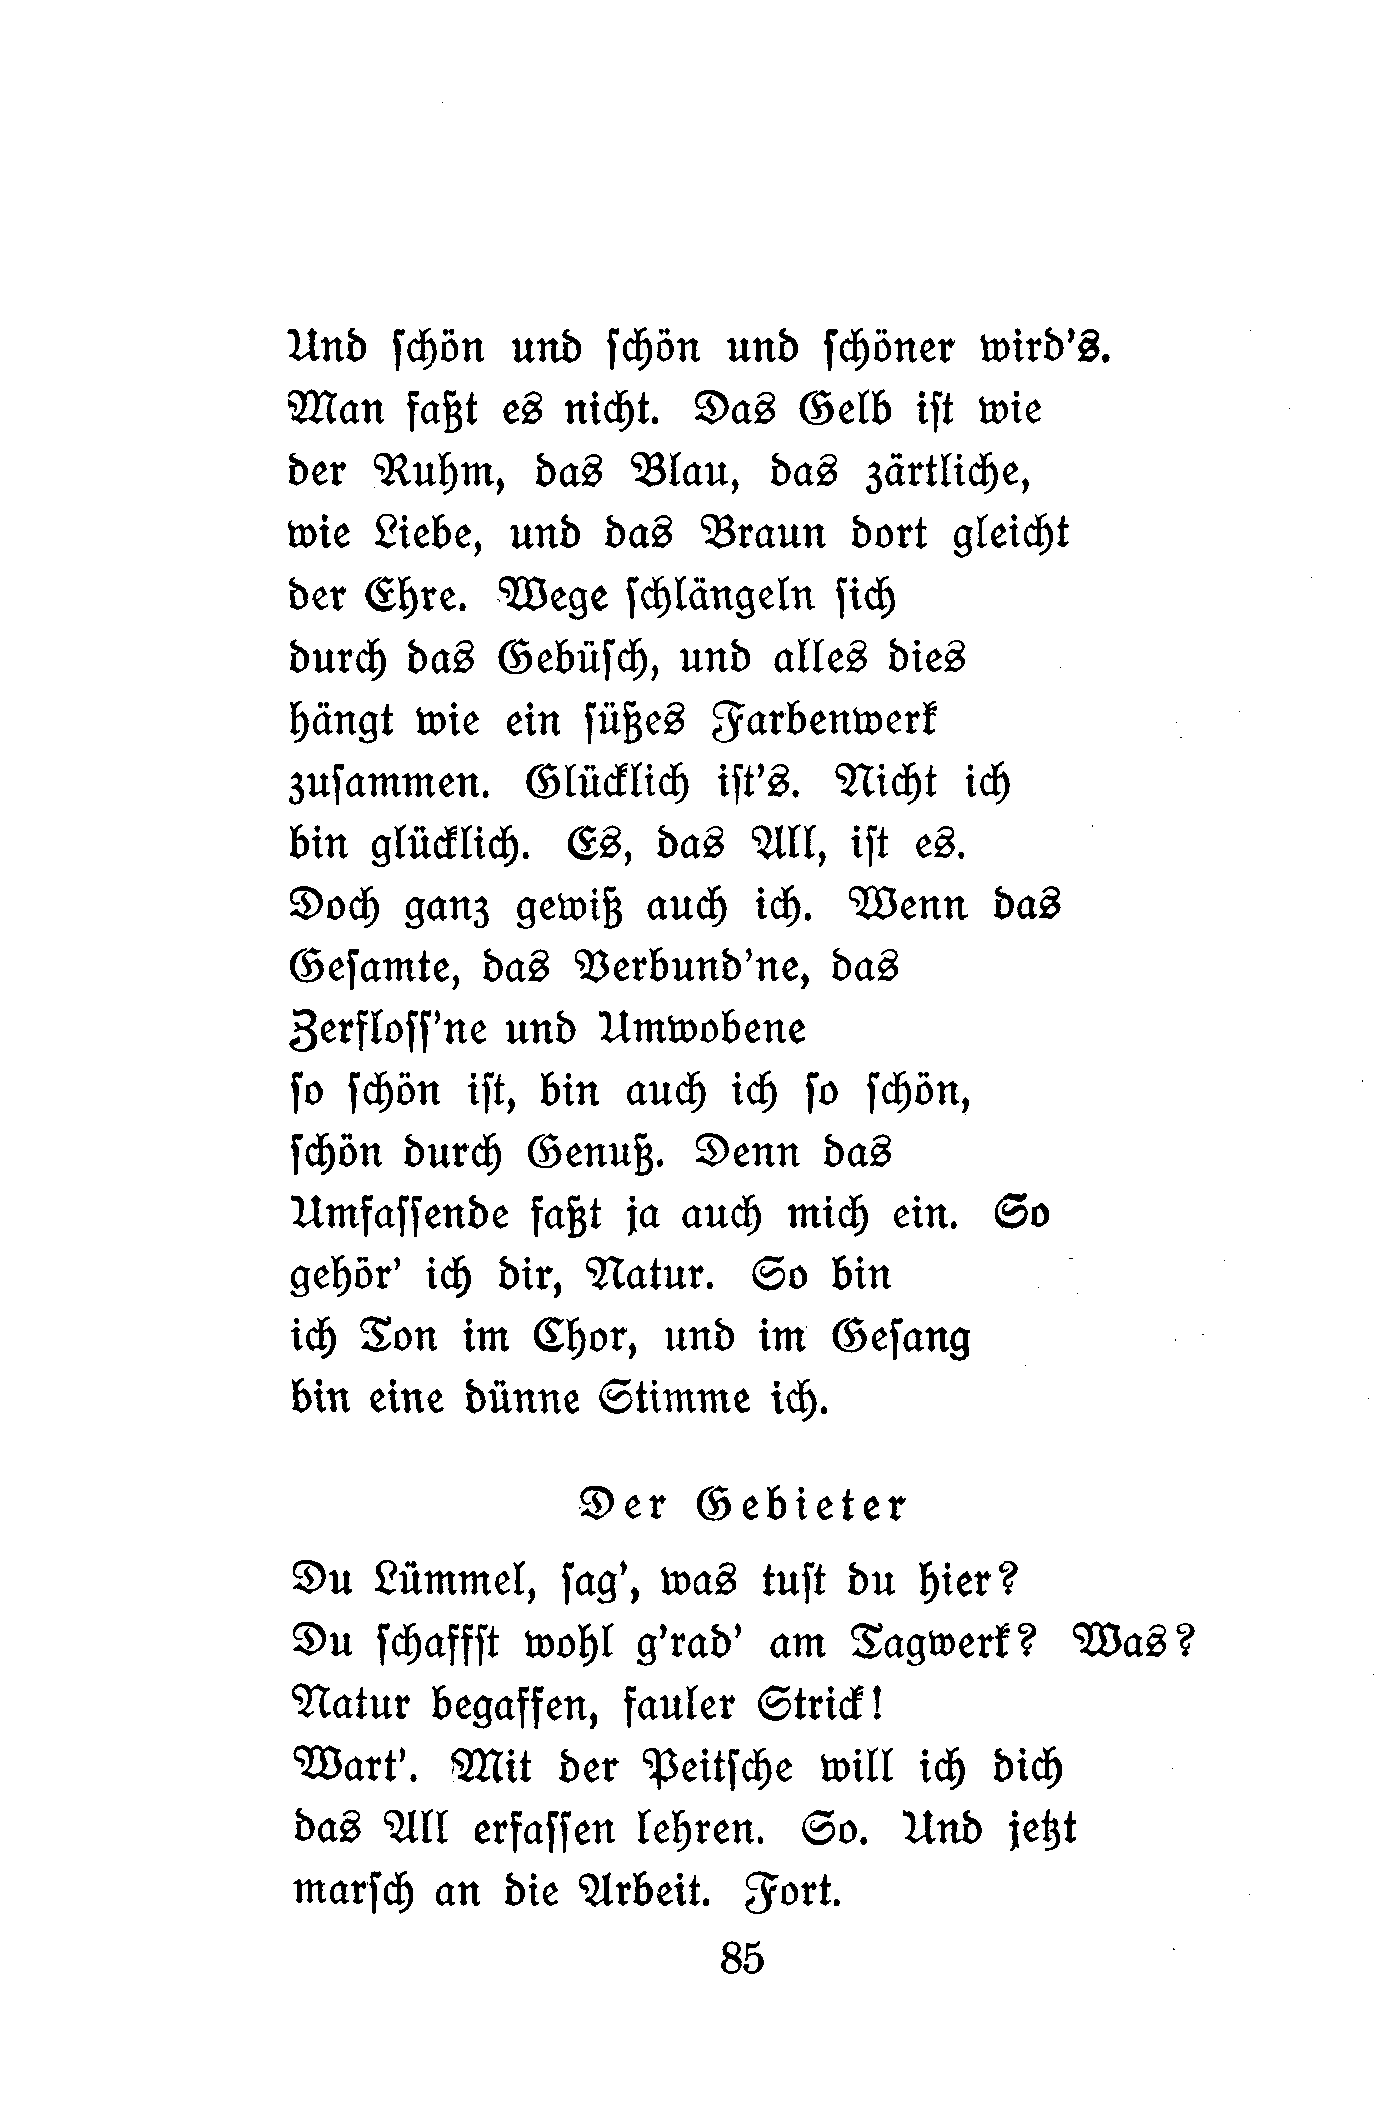 Und schön und schön und schöner wird's.
Man faßt es nicht. Das Gelb ist wie
der Ruhm, das Blau, das zärtliche,
wie Liebe, und das Braun dort gleicht
der Ehre. Wege schlängeln sich
durch das Gebüsch, und alles dies
hängt wie ein süßes Farbenwerk
zusammen. Glücklich ist's. Nicht ich
bin glücklich. Es, das All, ist es.
Doch ganz gewiß auch ich. Wenn das
Gesamte, das Verbund'ne, das
Zerfloss'ne und Umwobene
so schön ist, bin auch ich so schön,
schön durch Genuß. Denn das
Umfassende faßt ja auch mich ein. So
gehör' ich dir, Natur. So bin
ich Ton im Chor, und im Gesang
bin eine dünne Stimme ich.
Der Gebieter
Du Lümmel, sag', was tust du hier?
Du schaffst wohl g'rad' am Tagwerk? Was?
Natur begaffen, fauler Strick!
Wart'. Mit der Peitsche will ich dich
das All erfassen lehren. So. Und jetzt
marsch an die Arbeit. Fort.
85